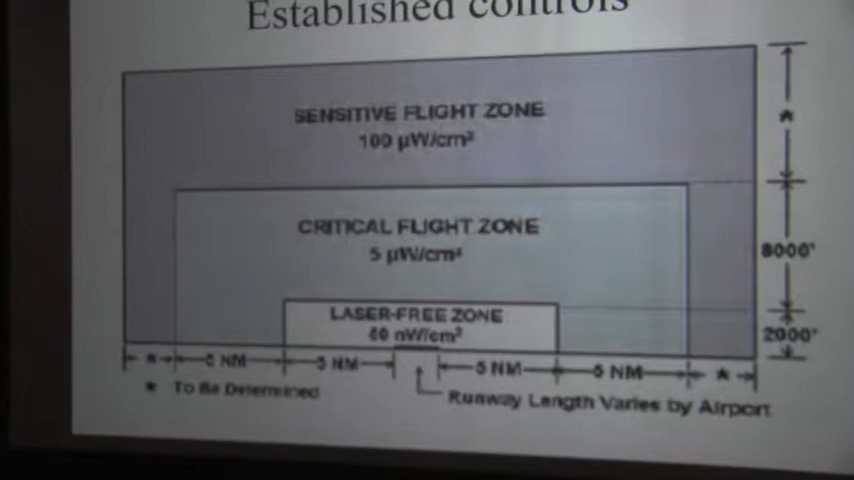 Established controls
SENSITIVE FLIGHT ZONE
100 µW/cm²
*
CRITICAL FLIGHT ZONE
5 µW/cm²
8000'
LASER-FREE ZONE
nW/cm²
2000'
* 5 NM 5 NM 5 NM 5 NM *
* To Be Determined
Runway Length Varies by Airport